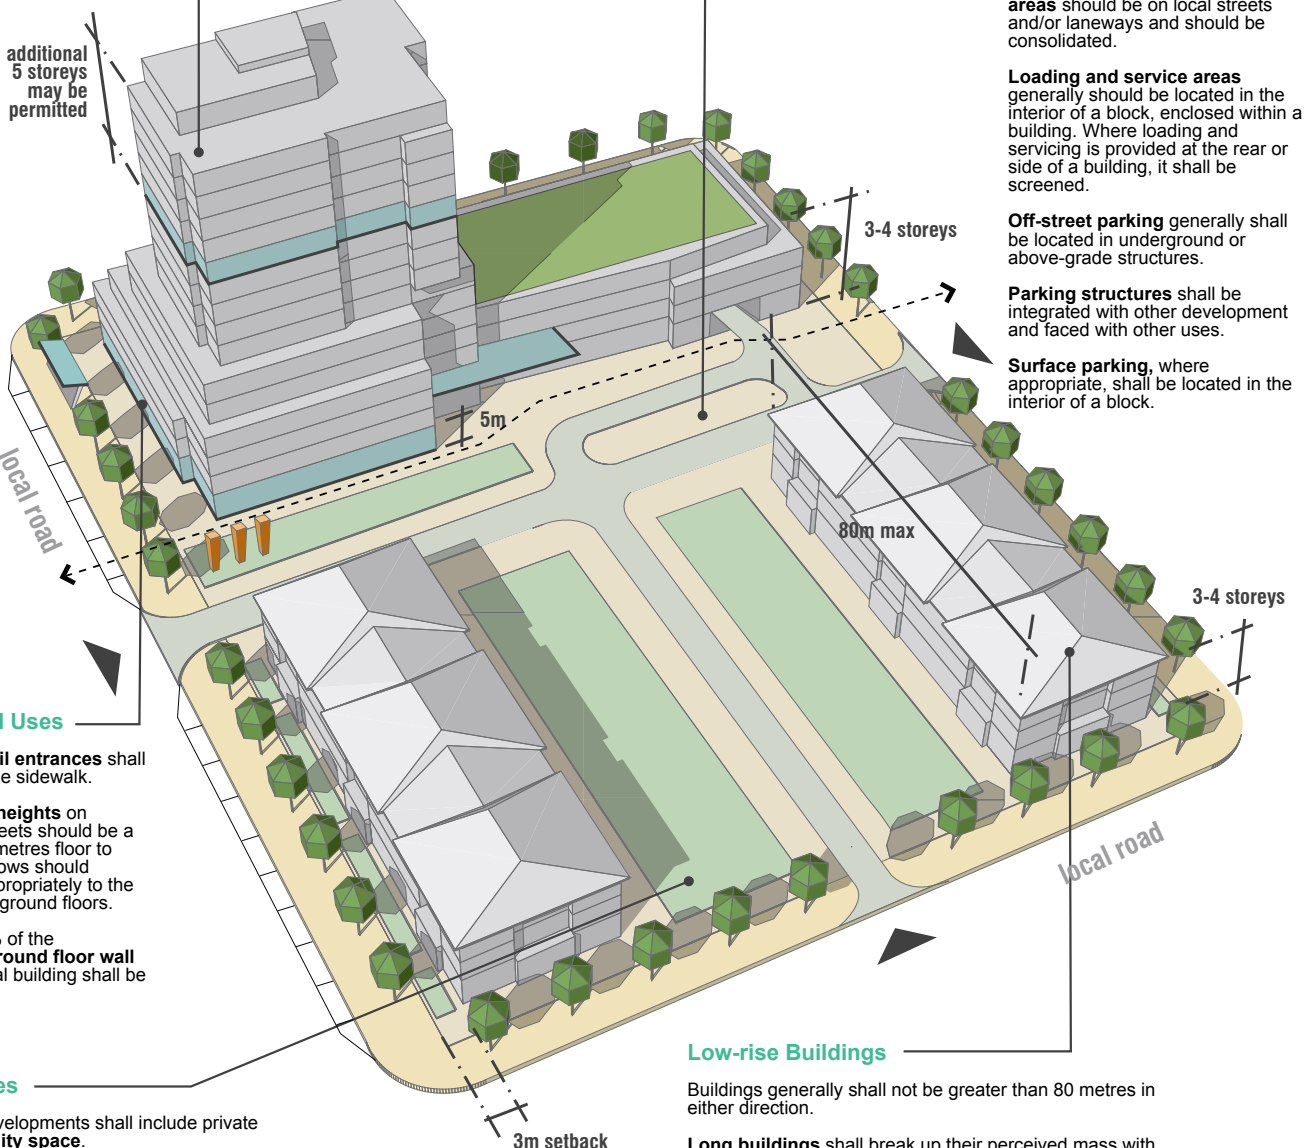 additional
5 storeys
may be
permitted
areas should be on local streets
and/or laneways and should be
consolidated.
Loading and service areas
generally should be located in the
interior of a block, enclosed within a
building. Where loading and
servicing is provided at the rear or
side of a building, it shall be
screened.
Off-street parking generally shall
be located in underground or
above-grade structures.
Parking structures shall be
integrated with other development
and faced with other uses.
Surface parking, where
appropriate, shall be located in the
interior of a block.
3-4 storeys
5m
local road
80m max
3-4 storeys
local road
Uses
entrances shall
sidewalk.
heights on
should be a
metres floor to
should
to the
ground floors.
of the
ground floor wall
building shall be
shall include private
space.
3m setback
Low-rise Buildings
Buildings generally shall not be greater than 80 metres in
either direction.
Long buildings shall break up their perceived mass with